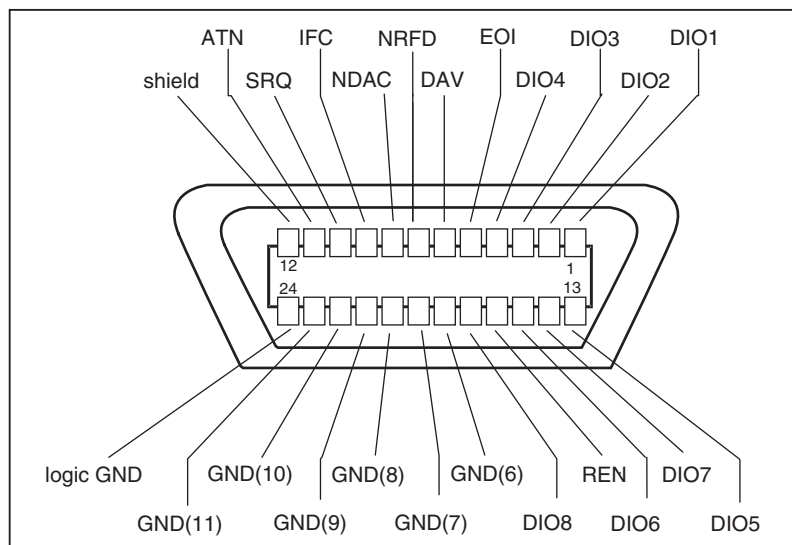 ATN IFC NRFD EOI DIO3 DIO1
shield SRQ NDAC DAV DIO4 DIO2
12 1
24 13
logic GND GND(10) GND(8) GND(6) REN DIO7
GND(11) GND(9) GND(7) DIO8 DIO6 DIO5